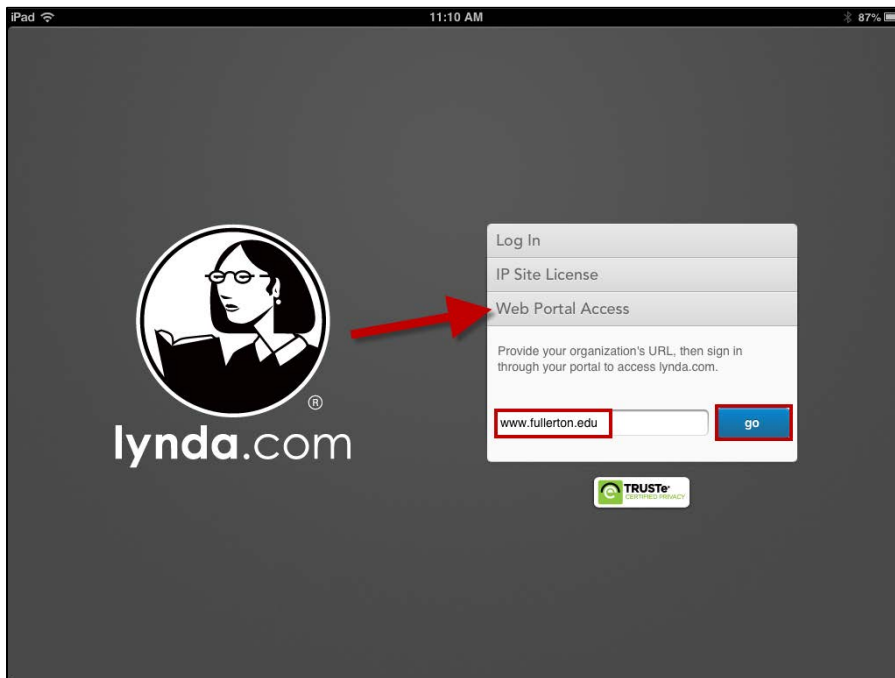 iPad 11:10 AM 87%
Log In
IP Site License
Web Portal Access
Provide your organization's URL, then sign in
through your portal to access lynda.com.
www.fullerton.edu go
®
lynda.com
TRUSTe
CERTIFIED PRIVACY